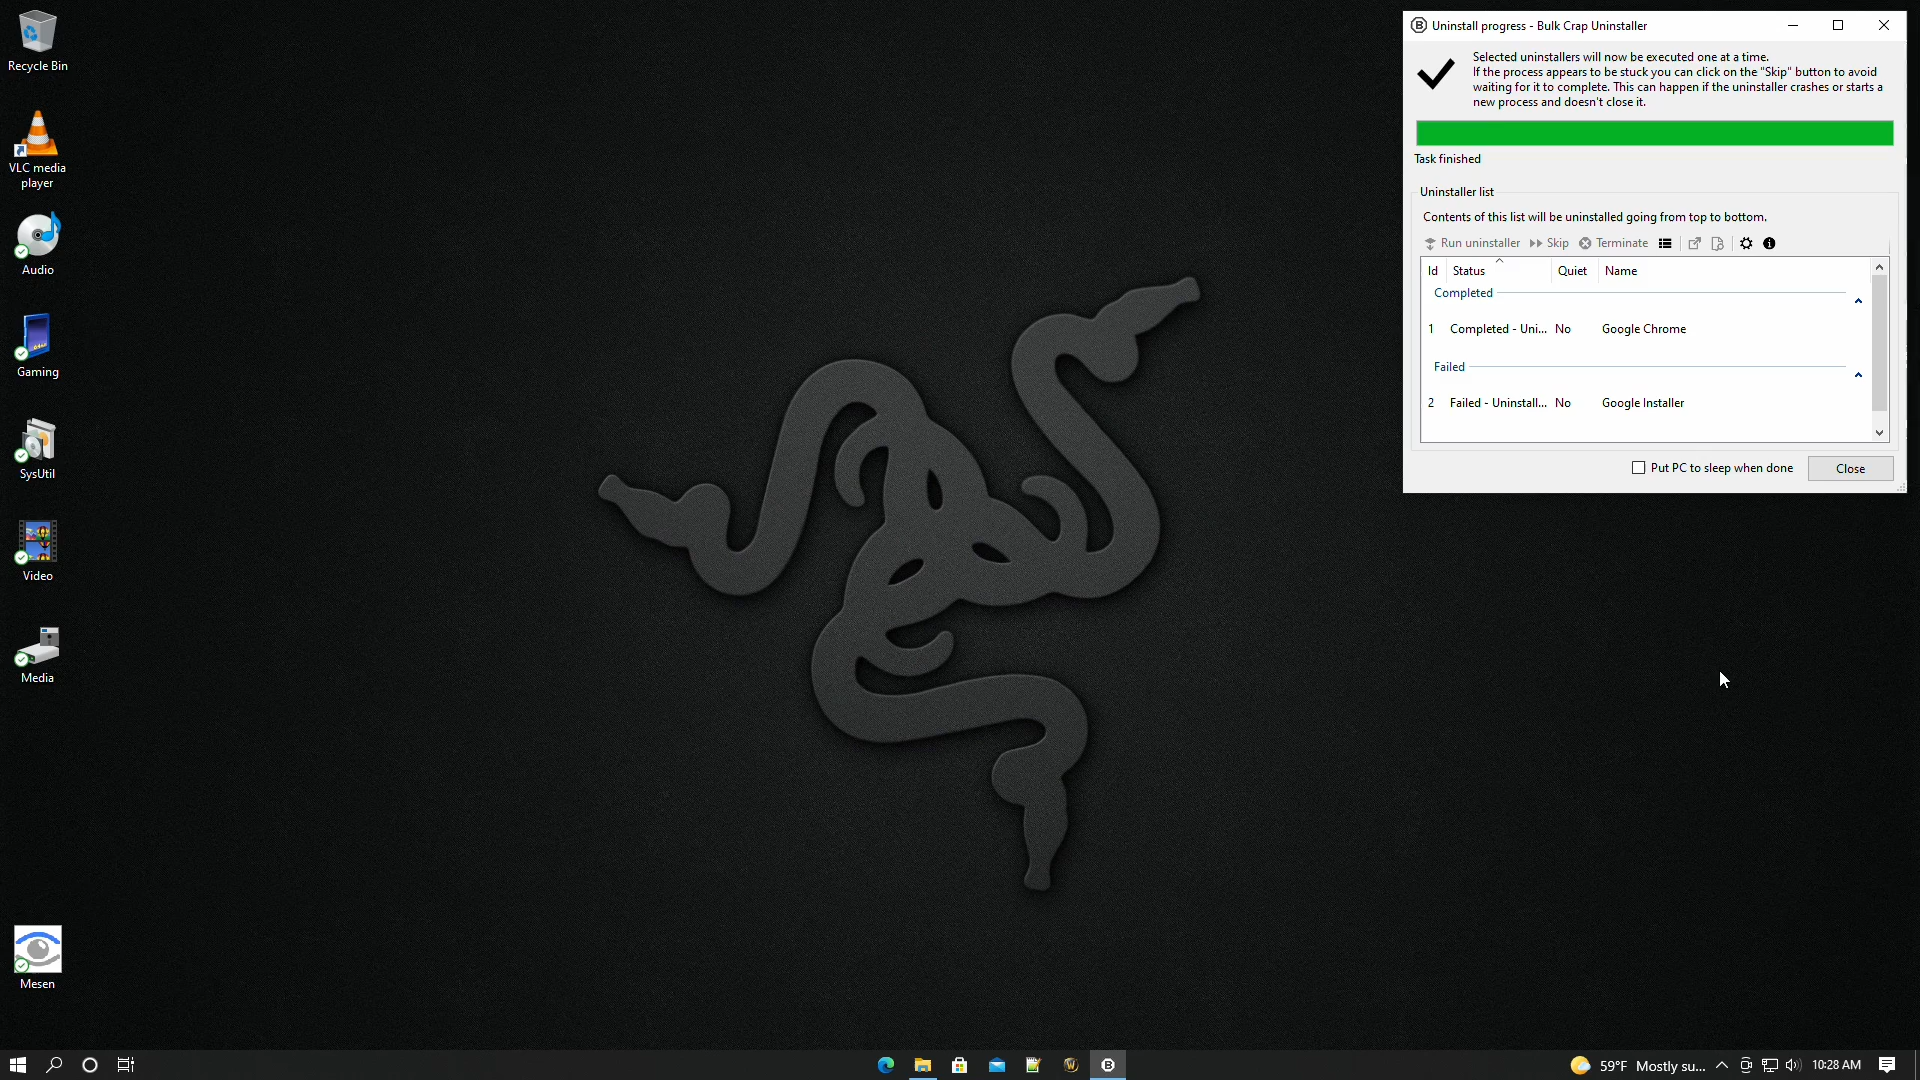 Recycle Bin
VLC media
player
Audio
Gaming
SysUtil
Video
Media
Mesen
Uninstall progress - Bulk Crap Uninstaller
Selected uninstallers will now be executed one at a time.
If the process appears to be stuck you can click on the "Skip" button to avoid
waiting for it to complete. This can happen if the uninstaller crashes or starts a
new process and doesn't close it.
Task finished
Uninstaller list
Contents of this list will be uninstalled going from top to bottom.
Run uninstaller Skip Terminate
Id Status Quiet Name
Completed
1 Completed - Uni... No Google Chrome
Failed
2 Failed - Uninstall... No Google Installer
Put PC to sleep when done Close
59°F Mostly su... 10:28 AM